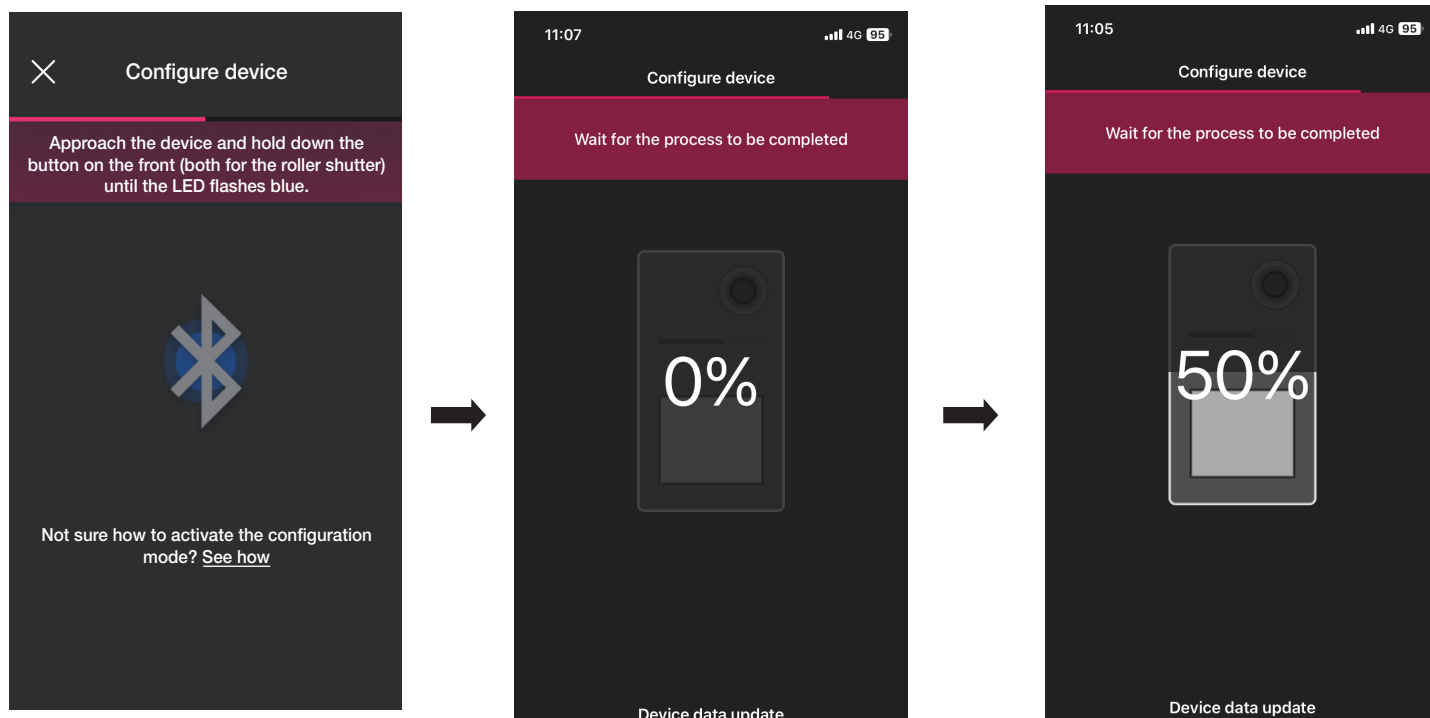 Configure device
Approach the device and hold down the
button on the front (both for the roller shutter)
until the LED flashes blue.
Not sure how to activate the configuration
mode? See how
11:07
4G 95
Configure device
Wait for the process to be completed
0%
Device data update
11:05
4G 95
Configure device
Wait for the process to be completed
50%
Device data update